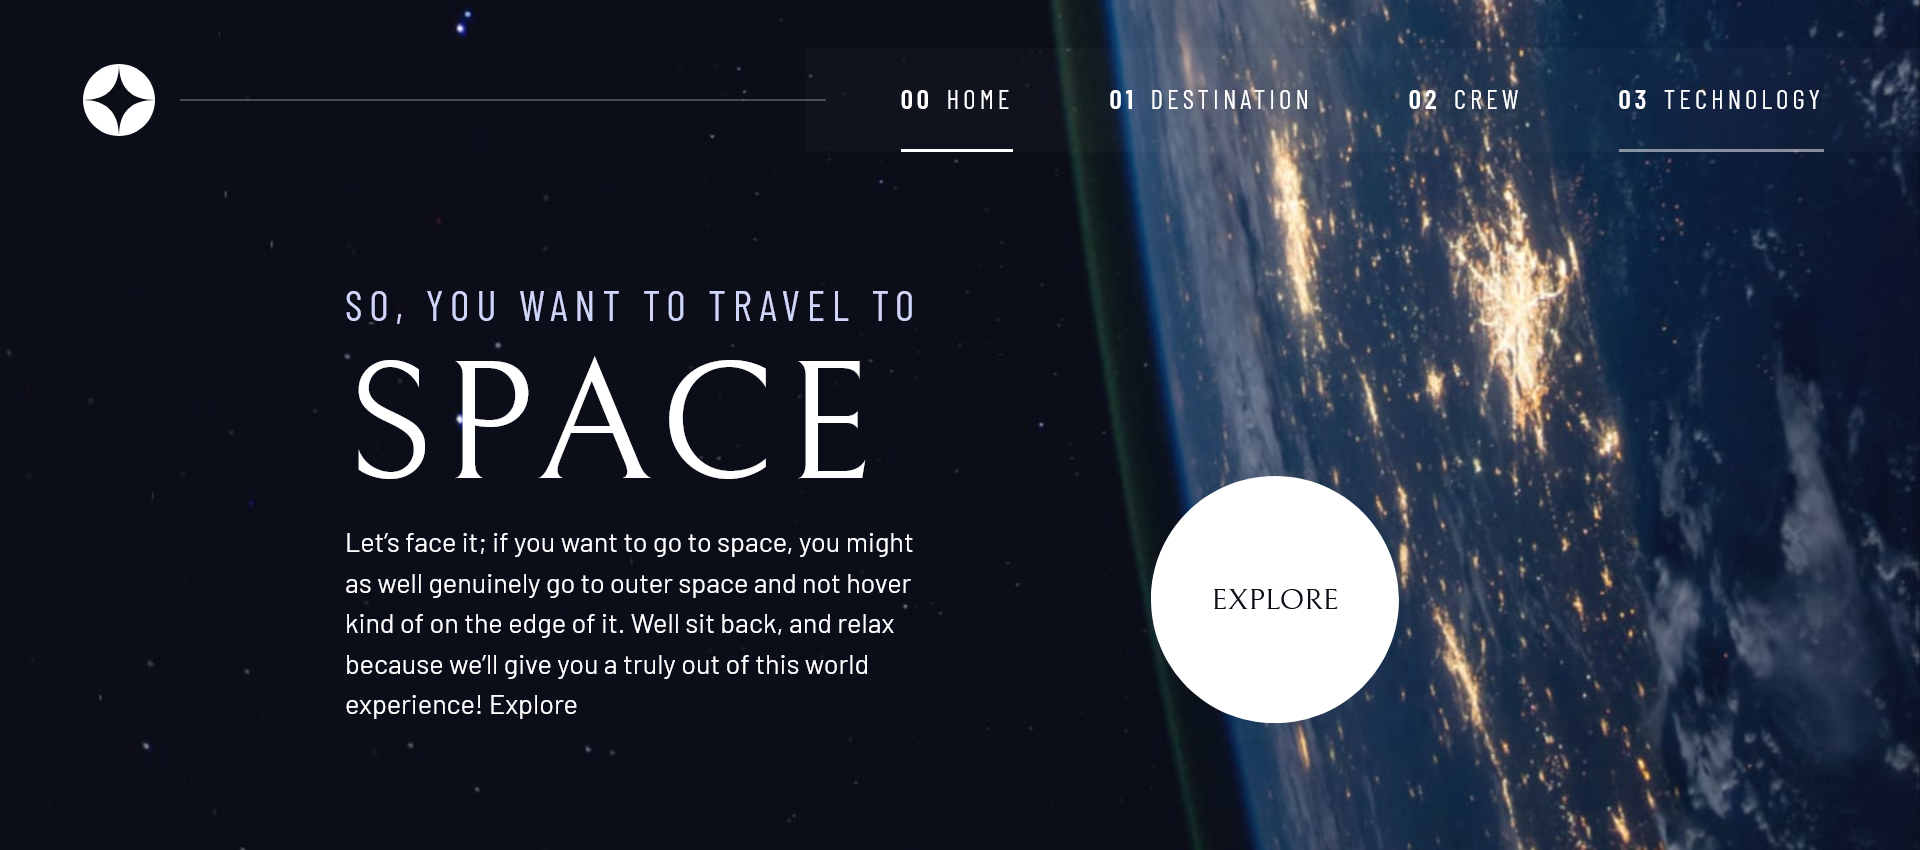 00 HOME 01 DESTINATION 02 CREW 03 TECHNOLOGY
SO, YOU WANT TO TRAVEL TO
SPACE
Let’s face it; if you want to go to space, you might
as well genuinely go to outer space and not hover
kind of on the edge of it. Well sit back, and relax
because we’ll give you a truly out of this world
experience! Explore
EXPLORE